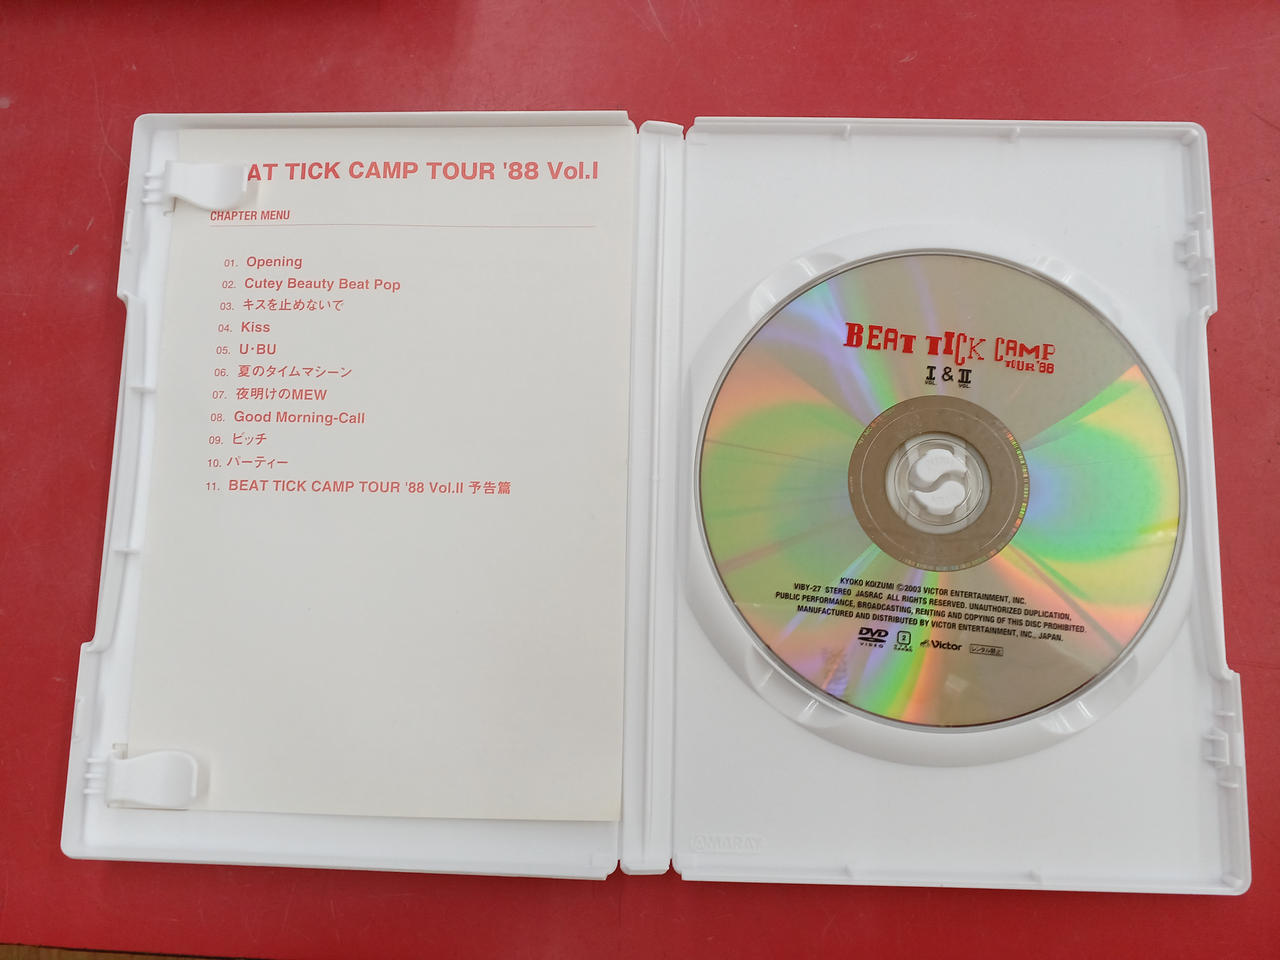 AT TICK CAMP TOUR '88 Vol.I
CHAPTER MENU
01. Opening
02. Cutey Beauty Beat Pop
03. キスを止めないで
04. Kiss
05. U・BU
06. 夏のタイムマシーン
07. 夜明けのMEW
08. Good Morning-Call
09. ビッチ
10. パーティー
11. BEAT TICK CAMP TOUR '88 Vol.II 予告篇
BEAT TICK CAMP
TOUR '88
I & II
VOL. VOL.
KYOKO KOIZUMI ©2003 VICTOR ENTERTAINMENT, INC.
VIBY-27 STEREO JASRAC ALL RIGHTS RESERVED. UNAUTHORIZED DUPLICATION,
PUBLIC PERFORMANCE, BROADCASTING, RENTING AND COPYING OF THIS DISC PROHIBITED.
MANUFACTURED AND DISTRIBUTED BY VICTOR ENTERTAINMENT, INC., JAPAN.
DVD VIDEO 2 Victor レンタル禁止
AMARAY